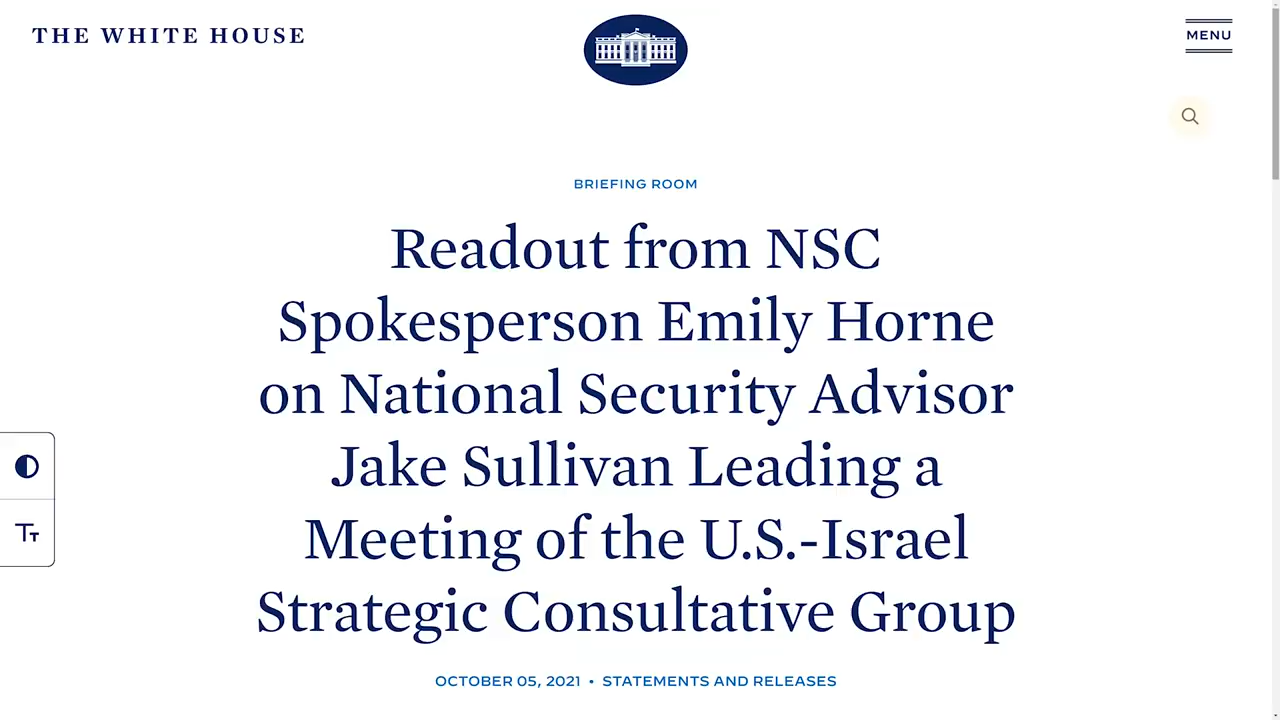 THE WHITE HOUSE
MENU
BRIEFING ROOM
Readout from NSC
Spokesperson Emily Horne
on National Security Advisor
Jake Sullivan Leading a
Meeting of the U.S.-Israel
Strategic Consultative Group
TT
OCTOBER 05, 2021 • STATEMENTS AND RELEASES